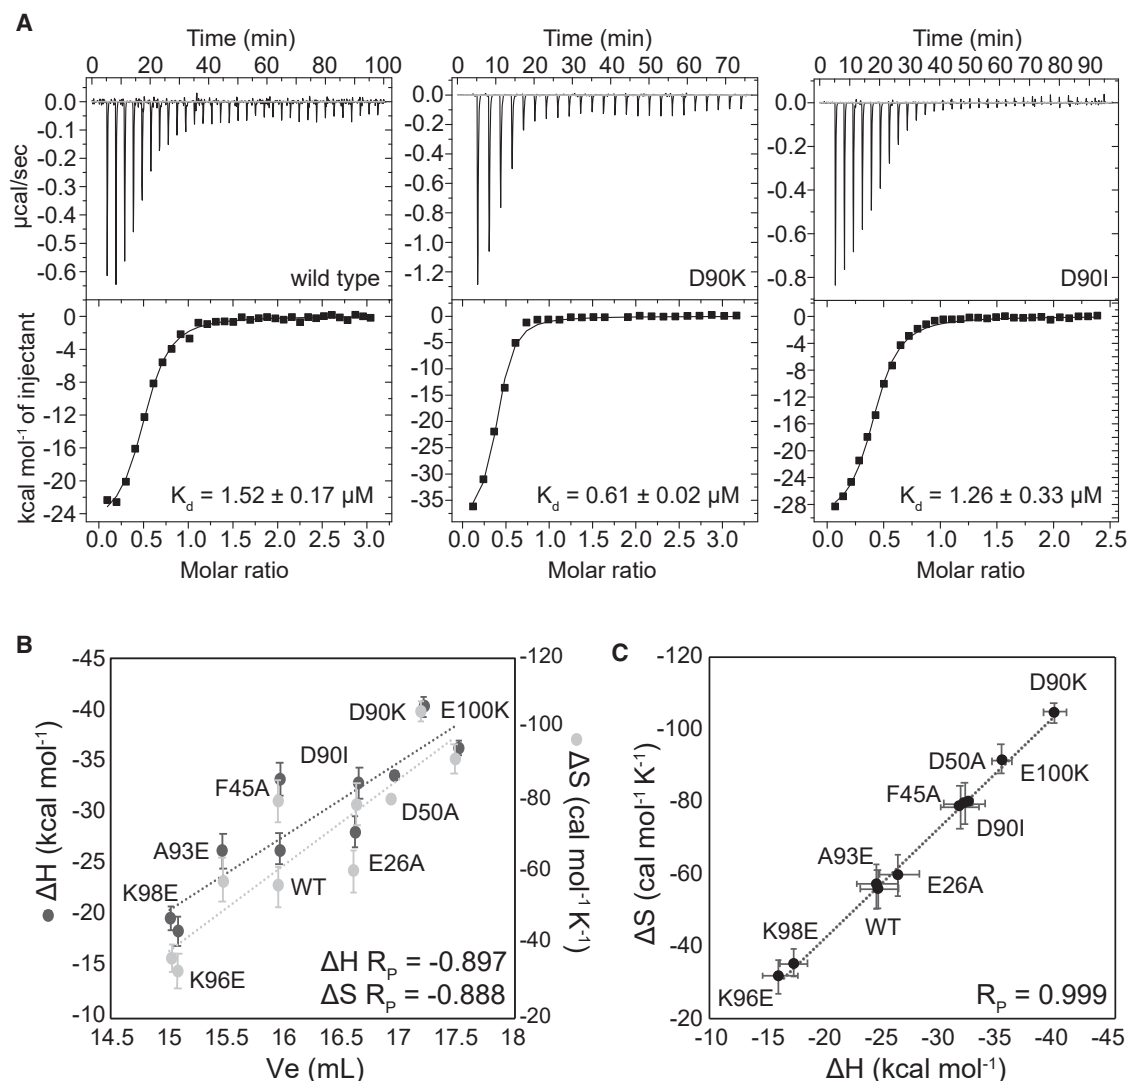 A
Time (min) Time (min) Time (min)
0 20 40 60 80 100 0 10 20 30 40 50 60 70 0 10 20 30 40 50 60 70 80 90
µcal/sec
0.0
-0.1
-0.2
-0.3
-0.4
-0.5
-0.6
wild type
0.0
-0.2
-0.4
-0.6
-0.8
-1.0
-1.2
D90K
0.0
-0.2
-0.4
-0.6
-0.8
D90I
kcal mol⁻¹ of injectant
0
-4
-8
-12
-16
-20
-24
K_d = 1.52 ± 0.17 µM
0.0 0.5 1.0 1.5 2.0 2.5 3.0
Molar ratio
0
-5
-10
-15
-20
-25
-30
-35
K_d = 0.61 ± 0.02 µM
0.0 0.5 1.0 1.5 2.0 2.5 3.0
Molar ratio
0
-4
-8
-12
-16
-20
-24
-28
K_d = 1.26 ± 0.33 µM
0.0 0.5 1.0 1.5 2.0 2.5
Molar ratio
B
ΔH (kcal mol⁻¹)
-45
-40
-35
-30
-25
-20
-15
-10
D90K
E100K
D90I
F45A
D50A
A93E
E26A
WT
K98E
K96E
ΔH R_P = -0.897
ΔS R_P = -0.888
-120
-100
-80
-60
-40
-20
ΔS (cal mol⁻¹ K⁻¹)
14.5 15 15.5 16 16.5 17 17.5 18
Ve (mL)
C
ΔS (cal mol⁻¹ K⁻¹)
-120
-100
-80
-60
-40
-20
D90K
D50A
E100K
F45A
D90I
A93E
E26A
WT
K98E
K96E
R_P = 0.999
-10 -15 -20 -25 -30 -35 -40 -45
ΔH (kcal mol⁻¹)